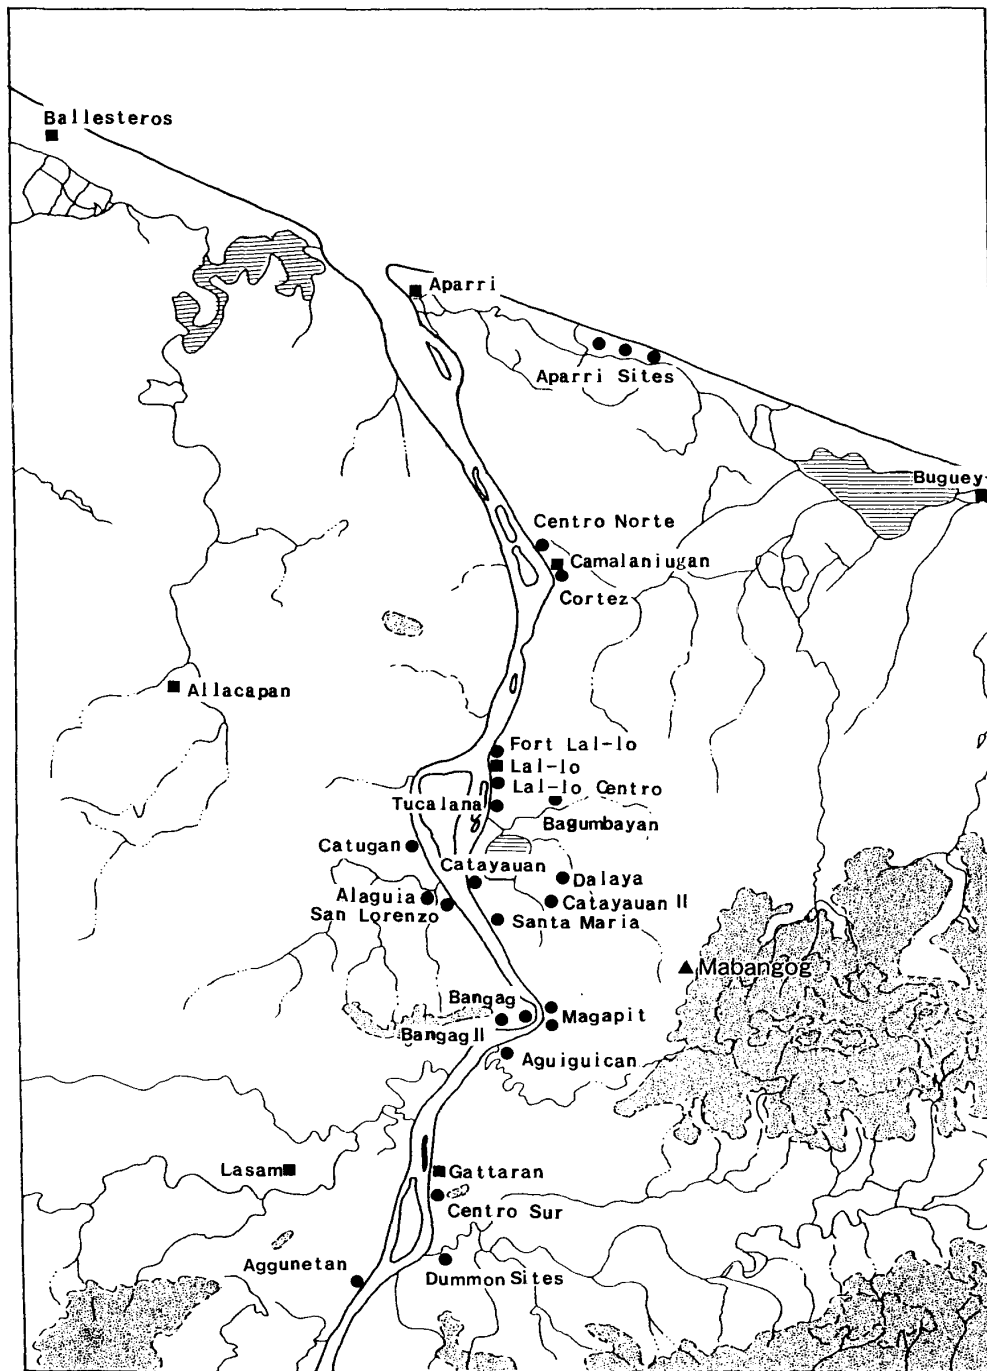 Ballesteros
Aparri
Aparri Sites
Buguey
Centro Norte
Camalaniugan
Cortez
Allacapan
Fort Lal-lo
Lal-lo
Lal-lo Centro
Tucalana
Bagumbayan
Catugan
Catayauan
Dalaya
Alaguia
Catayauan II
San Lorenzo
Santa Maria
Mabangog
Bangag
Magapit
Bangag II
Aguiguican
Lasam
Gattaran
Centro Sur
Aggunetan
Dummon Sites